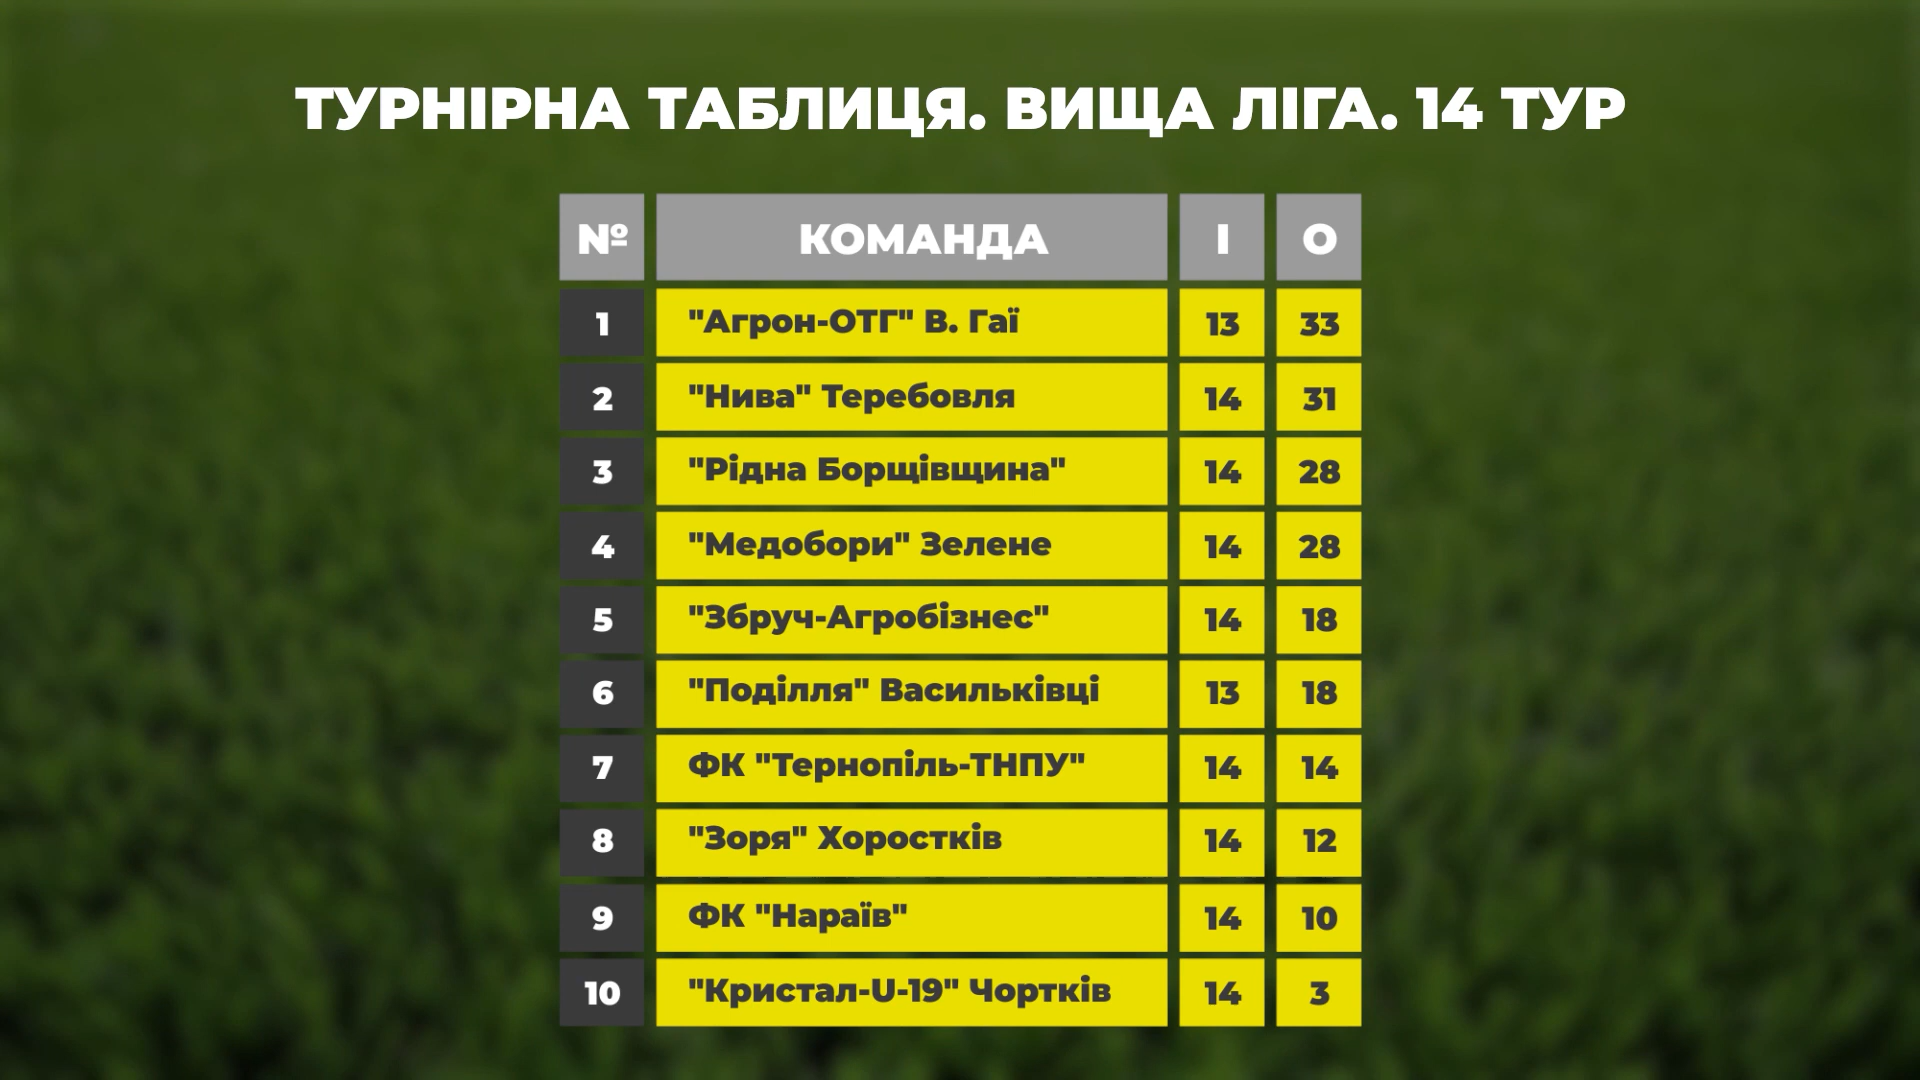 ТУРНІРНА ТАБЛИЦЯ. ВИЩА ЛІГА. 14 ТУР
№ КОМАНДА І О
1 "Агрон-ОТГ" В. Гаї 13 33
2 "Нива" Теребовля 14 31
3 "Рідна Борщівщина" 14 28
4 "Медобори" Зелене 14 28
5 "Збруч-Агробізнес" 14 18
6 "Поділля" Васильківці 13 18
7 ФК "Тернопіль-ТНПУ" 14 14
8 "Зоря" Хоростків 14 12
9 ФК "Нараїв" 14 10
10 "Кристал-U-19" Чортків 14 3